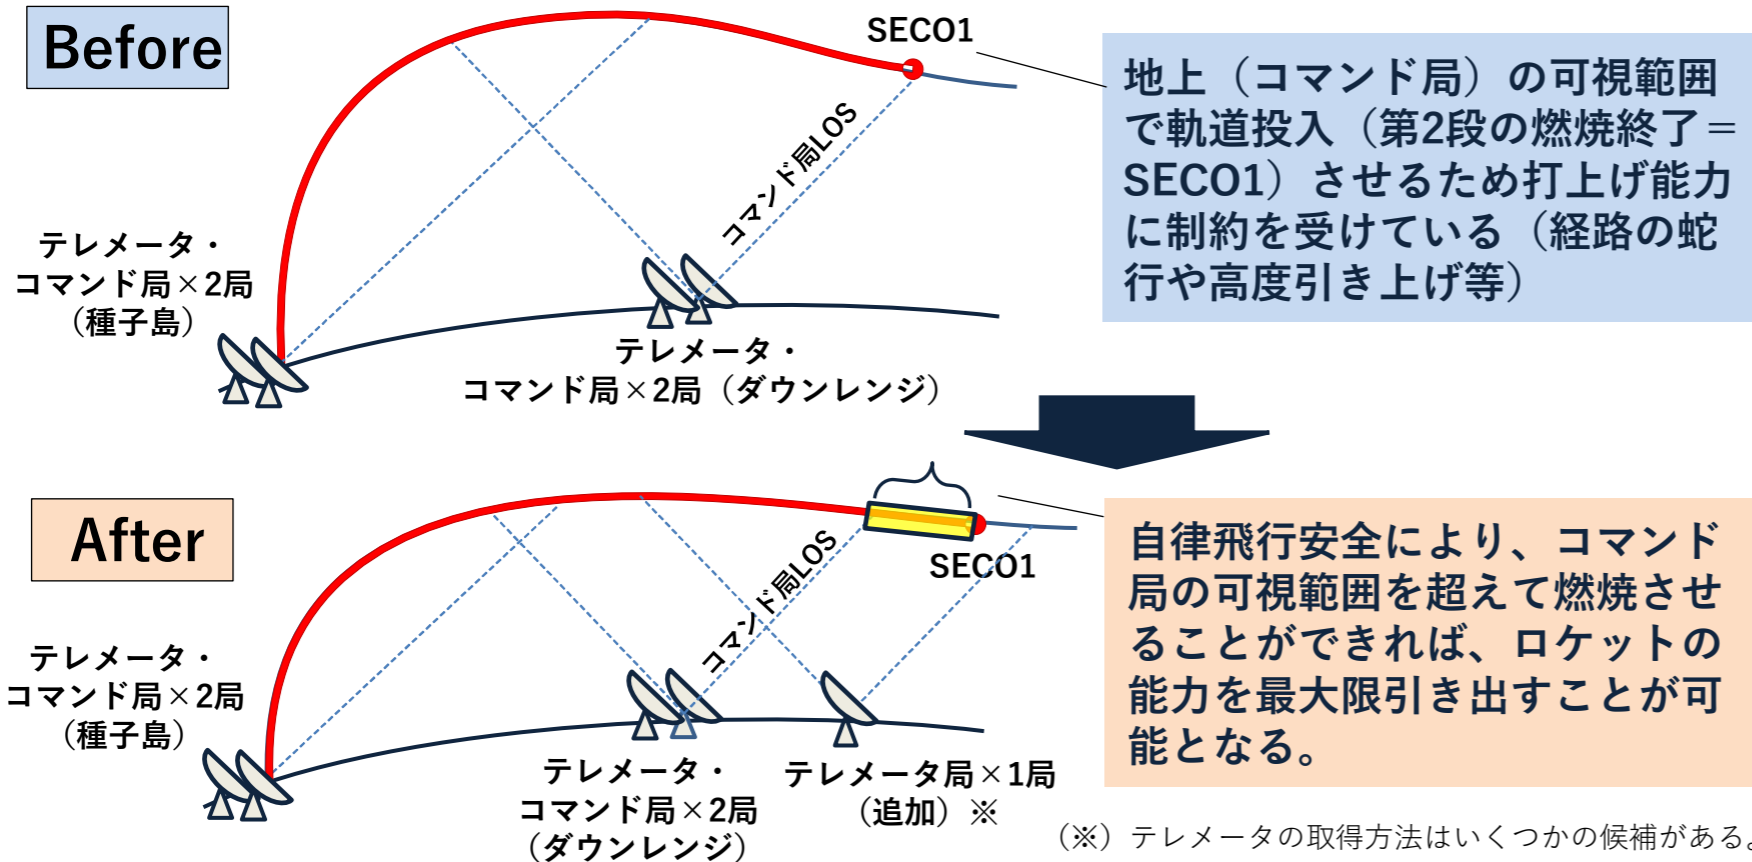 Before
SECO1
コマンド局LOS
テレメータ・
コマンド局×2局
（種子島）
テレメータ・
コマンド局×2局（ダウンレンジ）
地上（コマンド局）の可視範囲
で軌道投入（第2段の燃焼終了＝
SECO1）させるため打上げ能力
に制約を受けている（経路の蛇
行や高度引き上げ等）
After
SECO1
コマンド局LOS
テレメータ・
コマンド局×2局
（種子島）
テレメータ・
コマンド局×2局
（ダウンレンジ）
テレメータ局×1局
（追加）※
自律飛行安全により、コマンド
局の可視範囲を超えて燃焼させ
ることができれば、ロケットの
能力を最大限引き出すことが可
能となる。
（※）テレメータの取得方法はいくつかの候補がある。